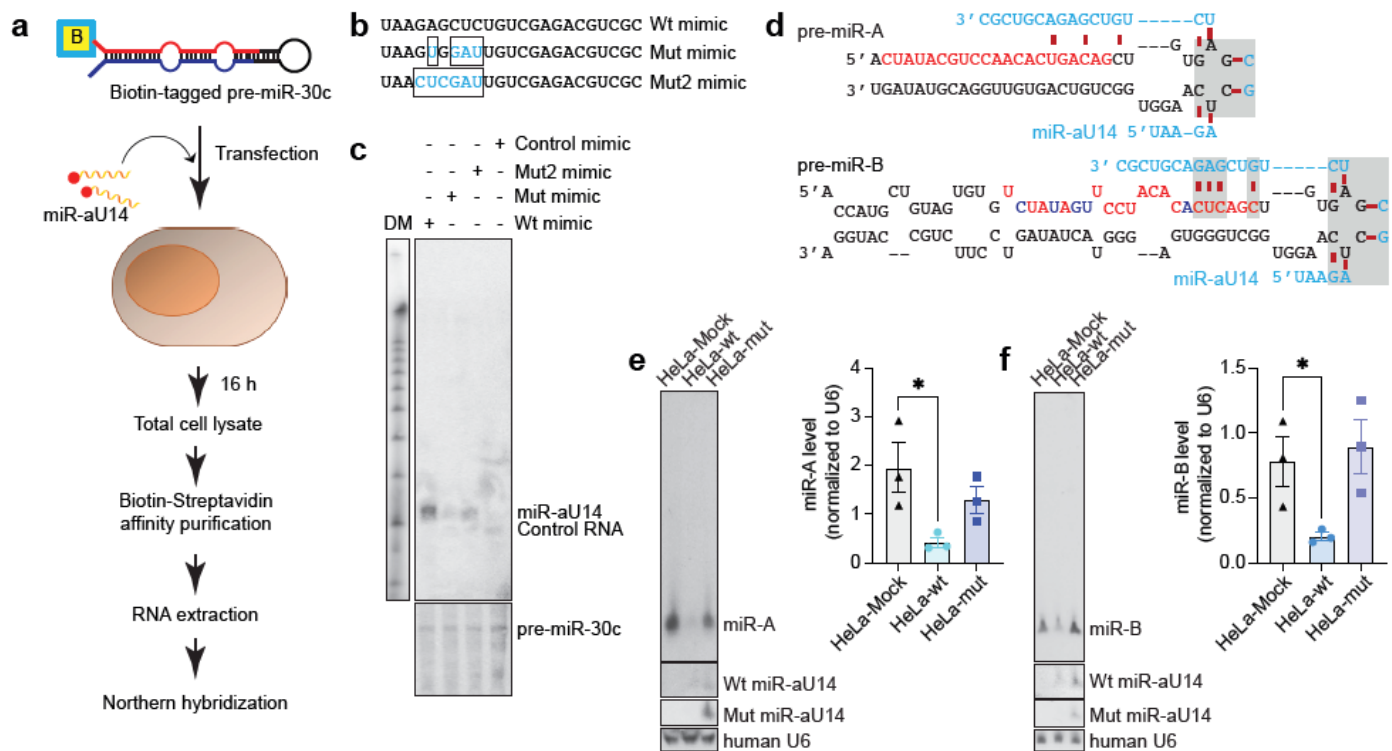 a
B
Biotin-tagged pre-miR-30c
Transfection
miR-aU14
16 h
Total cell lysate
Biotin-Streptavidin
affinity purification
RNA extraction
Northern hybridization
b
UAAGAGCUCUGUCGAGACGUCGC Wt mimic
UAAGUGGAUUGUCGAGACGUCGC Mut mimic
UAACUCGAUUGUCGAGACGUCGC Mut2 mimic
c
- - - + Control mimic
- - + - Mut2 mimic
- + - - Mut mimic
DM + - - - Wt mimic
miR-aU14
Control RNA
pre-miR-30c
d
3' CGCUGCAGAGCUGU -----CU
pre-miR-A
---G A
5'ACUAUACGUCCAACACUGACAGCU UG G-C
3'UGAUAUGCAGGUUGUGACUGUCGG AC C-G
UGGA U
miR-aU14 5'UAA-GA
pre-miR-B
3' CGCUGCAGAGCUGU-----CU
5'A CU UGU U U ACA ---G A
ACCAUG GUAG G CUAUAGU CCU CACUCAGCU UG G-C
GGUAC CGUC C GAUAUCA GGG GUGGGUCGG AC C-G
3'A -- UUCU U --A UGGA U
miR-aU14 5'UAAGA
e
HeLa-Mock
HeLa-wt
HeLa-mut
miR-A
Wt miR-aU14
Mut miR-aU14
human U6
miR-A level
(normalized to U6)
4
3
2
1
0
*
HeLa-Mock
HeLa-wt
HeLa-mut
f
HeLa-Mock
HeLa-wt
HeLa-mut
miR-B
Wt miR-aU14
Mut miR-aU14
human U6
miR-B level
(normalized to U6)
1.5
1.0
0.5
0.0
*
HeLa-Mock
HeLa-wt
HeLa-mut